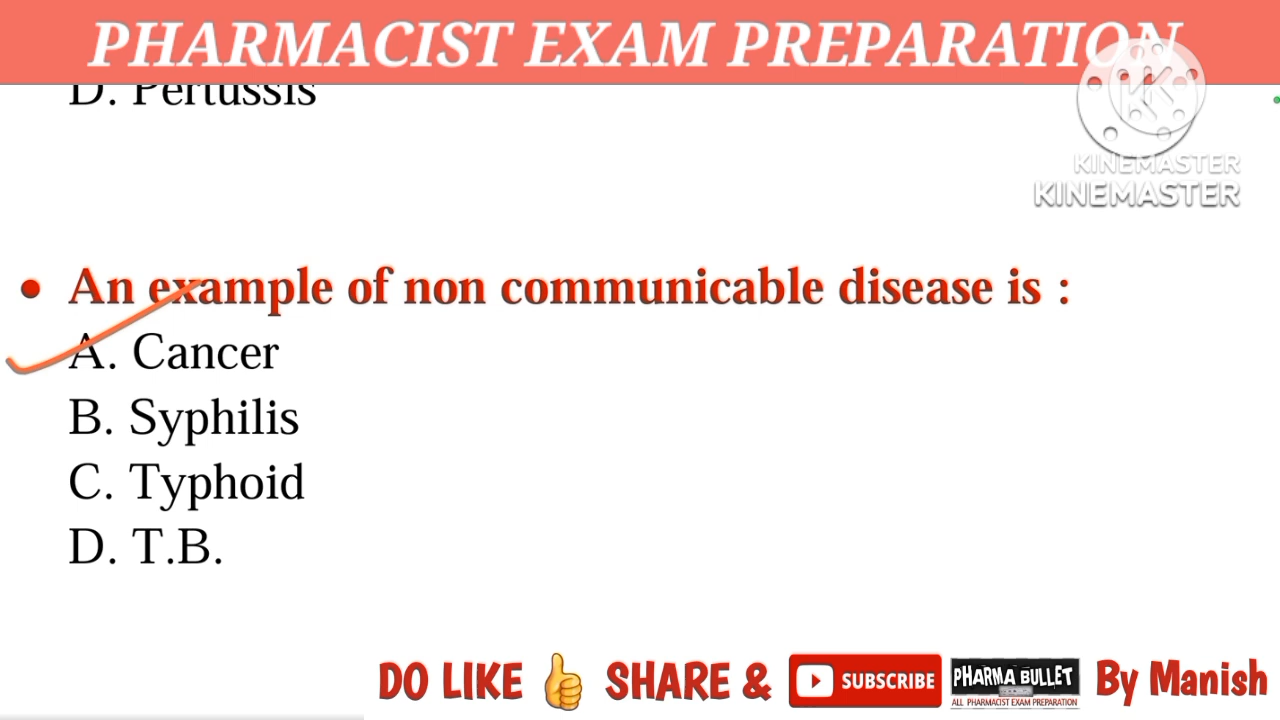 PHARMACIST EXAM PREPARATION
D. Pertussis
KINEMASTER
KINEMASTER
• An example of non communicable disease is :
A. Cancer
B. Syphilis
C. Typhoid
D. T.B.
DO LIKE 👍 SHARE & SUBSCRIBE PHARMA BULLET By Manish
ALL PHARMACIST EXAM PREPARATION